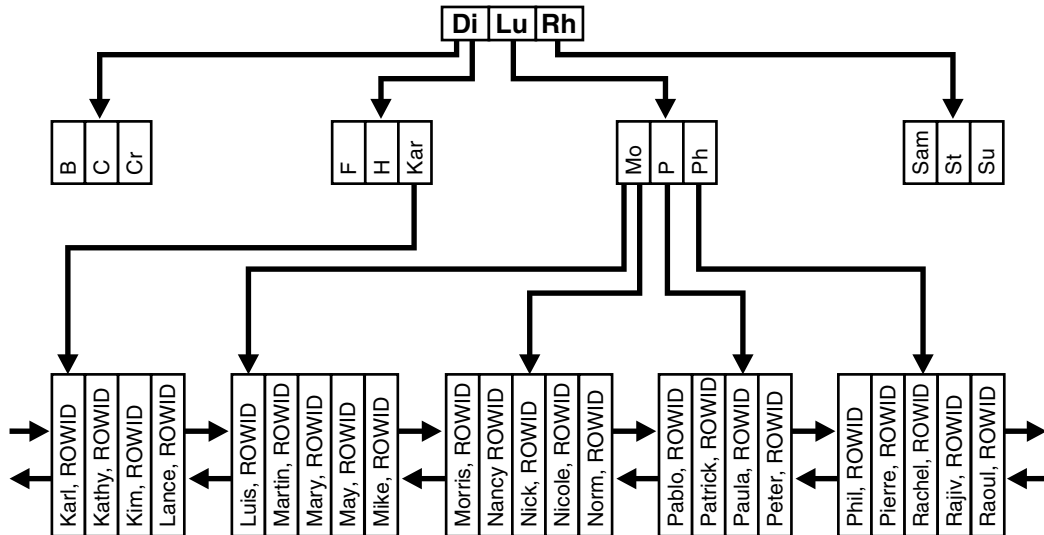 Di
Lu
Rh
B
C
Cr
F
H
Kar
Mo
P
Ph
Sam
St
Su
Karl, ROWID
Kathy, ROWID
Kim, ROWID
Lance, ROWID
Luis, ROWID
Martin, ROWID
Mary, ROWID
May, ROWID
Mike, ROWID
Morris, ROWID
Nancy ROWID
Nick, ROWID
Nicole, ROWID
Norm, ROWID
Pablo, ROWID
Patrick, ROWID
Paula, ROWID
Peter, ROWID
Phil, ROWID
Pierre, ROWID
Rachel, ROWID
Rajiv, ROWID
Raoul, ROWID